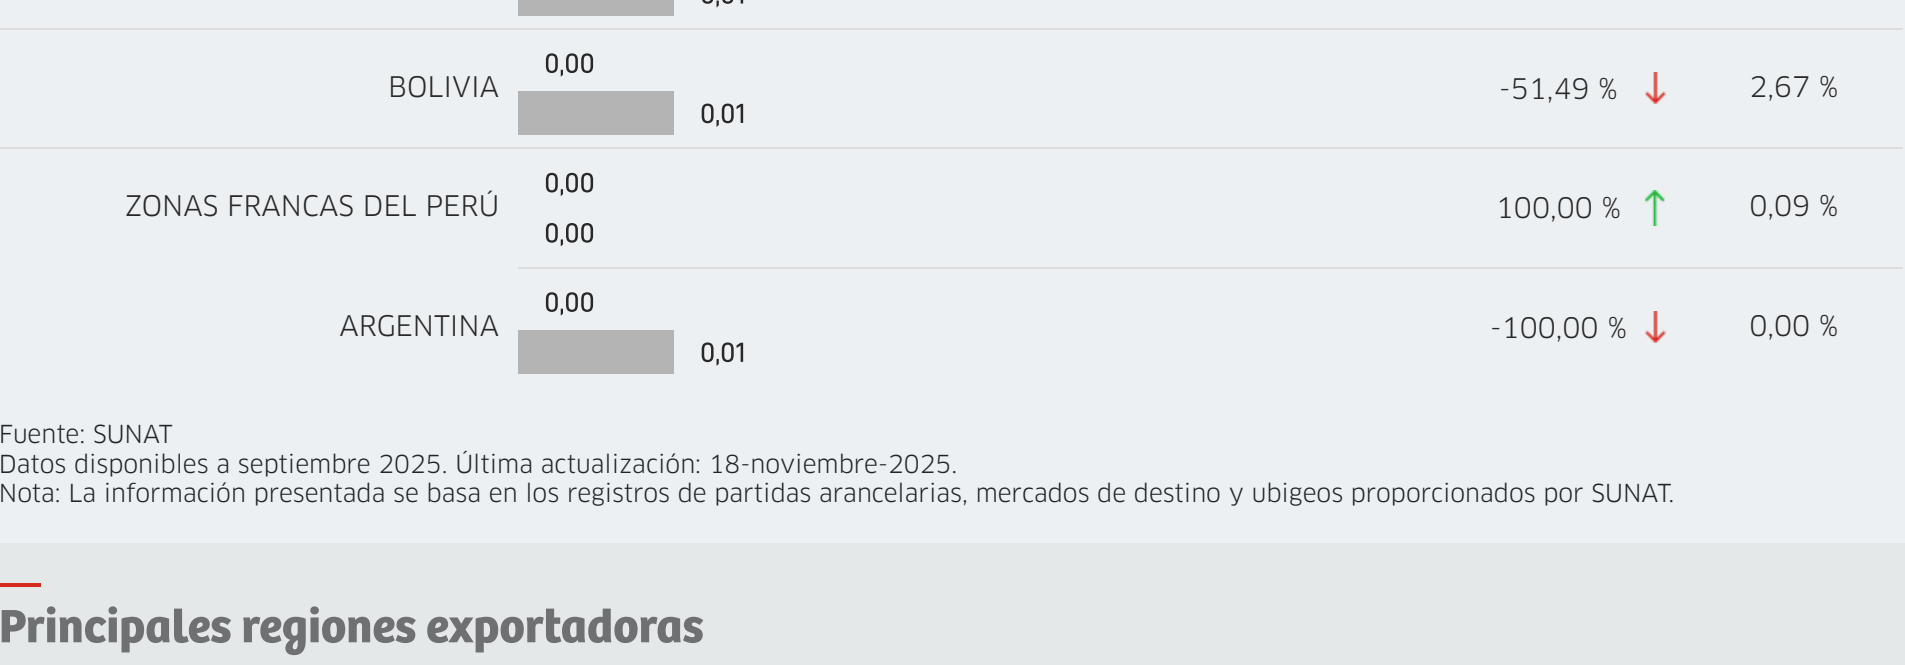 0,01
0,00
BOLIVIA
0,01
-51,49 %
2,67 %
0,00
ZONAS FRANCAS DEL PERÚ
0,00
100,00 %
0,09 %
0,00
ARGENTINA
0,01
-100,00 %
0,00 %
Fuente: SUNAT
Datos disponibles a septiembre 2025. Última actualización: 18-noviembre-2025.
Nota: La información presentada se basa en los registros de partidas arancelarias, mercados de destino y ubigeos proporcionados por SUNAT.
Principales regiones exportadoras